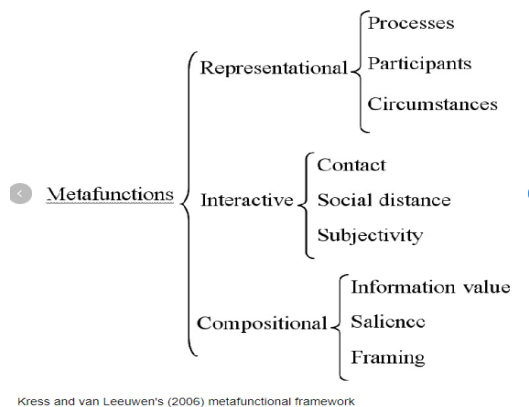 Processes
Representational Participants
Circumstances
Contact
Metafunctions Interactive Social distance
Subjectivity
Information value
Compositional Salience
Framing
Kress and van Leeuwen's (2006) metafunctional framework